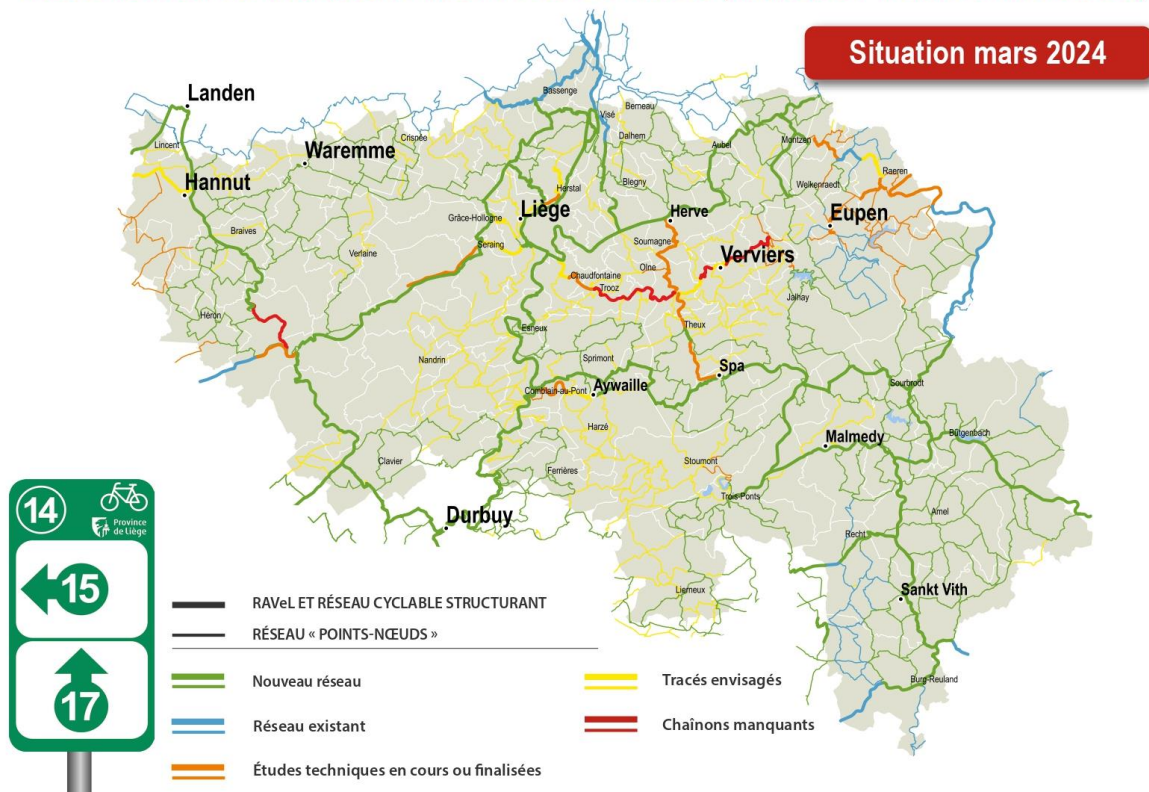 Situation mars 2024
Landen
Bassenge
Visé
Berneau
Dalhem
Crisnée
Lincent
Waremme
Aubel
Montzen
Hannut
Herstal
Blegny
Welkenraedt
Raeren
Grâce-Hollogne
Liège
Herve
Eupen
Braives
Verlaine
Seraing
Soumagne
Verviers
Chaudfontaine
Olne
Trooz
Jalhay
Héron
Esneux
Theux
Nandrin
Sprimont
Spa
Comblain-au-Pont
Aywaille
Sourbrodt
Harzé
Malmedy
Bütgenbach
Clavier
Ferrières
Stoumont
Trois-Ponts
Durbuy
Amel
Recht
Lierneux
Sankt Vith
Burg-Reuland
14
Province
de Liège
15
17
RAVeL ET RÉSEAU CYCLABLE STRUCTURANT
RÉSEAU « POINTS-NŒUDS »
Nouveau réseau
Tracés envisagés
Réseau existant
Chaînons manquants
Études techniques en cours ou finalisées